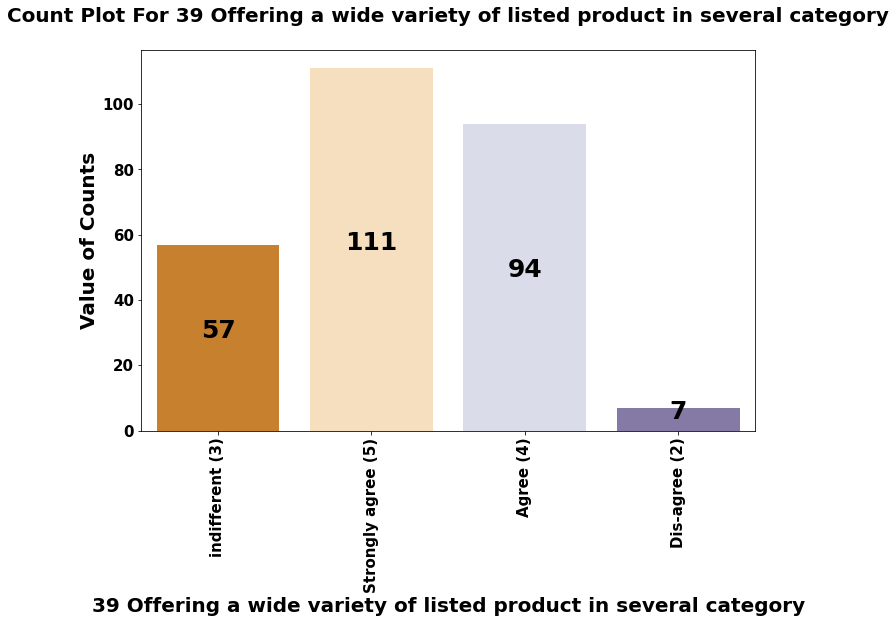 Count Plot For 39 Offering a wide variety of listed product in several category
Value of Counts
100
80
60
40
20
0
57
111
94
7
indifferent (3)
Strongly agree (5)
Agree (4)
Dis-agree (2)
39 Offering a wide variety of listed product in several category